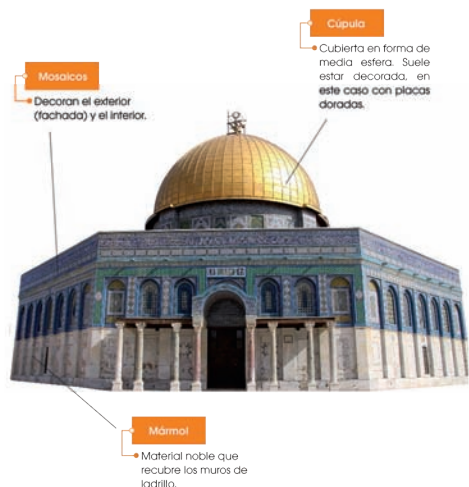 Cúpula
Cubierta en forma de
media esfera. Suele
estar decorada, en
este caso con placas
doradas.
Mosaicos
Decoran el exterior
(fachada) y el interior.
Mármol
Material noble que
recubre los muros de
ladrillo.